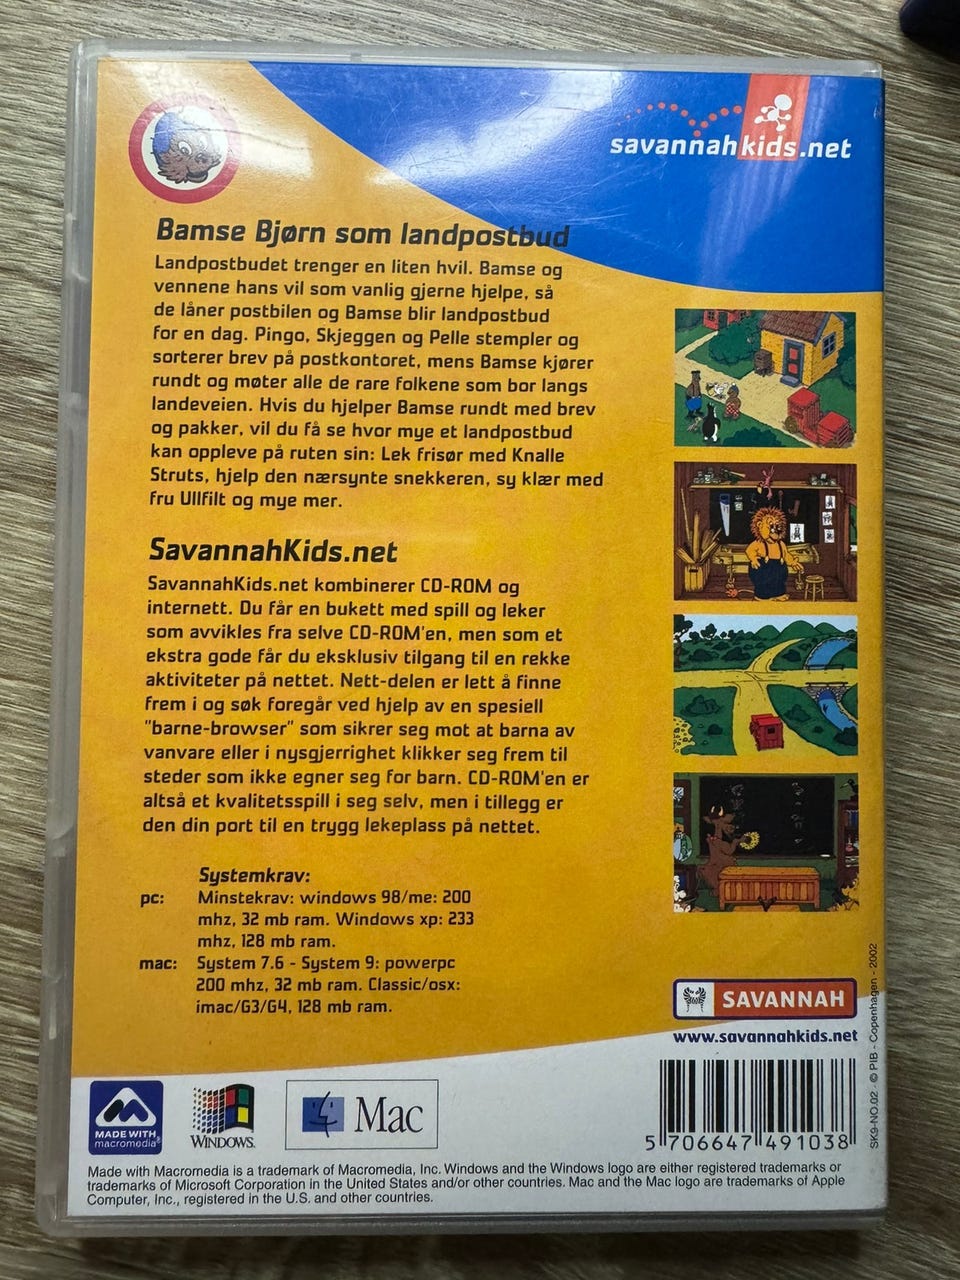 savannahkids.net
Bamse Bjørn som landpostbud
Landpostbudet trenger en liten hvil. Bamse og
vennene hans vil som vanlig gjerne hjelpe, så
de låner postbilen og Bamse blir landpostbud
for en dag. Pingo, Skjeggen og Pelle stempler og
sorterer brev på postkontoret, mens Bamse kjører
rundt og møter alle de rare folkene som bor langs
landeveien. Hvis du hjelper Bamse rundt med brev
og pakker, vil du få se hvor mye et landpostbud
kan oppleve på ruten sin: Lek frisør med Knalle
Struts, hjelp den nærsynte snekkeren, sy klær med
fru Ullfilt og mye mer.
SavannahKids.net
SavannahKids.net kombinerer CD-ROM og
internett. Du får en bukett med spill og leker
som avvikles fra selve CD-ROM'en, men som et
ekstra gode får du eksklusiv tilgang til en rekke
aktiviteter på nettet. Nett-delen er lett å finne
frem i og søk foregår ved hjelp av en spesiell
"barne-browser" som sikrer seg mot at barna av
vanvare eller i nysgjerrighet klikker seg frem til
steder som ikke egner seg for barn. CD-ROM'en er
altså et kvalitetsspill i seg selv, men i tillegg er
den din port til en trygg lekeplass på nettet.
Systemkrav:
pc: Minstekrav: windows 98/me: 200
mhz, 32 mb ram. Windows xp: 233
mhz, 128 mb ram.
mac: System 7.6 - System 9: powerpc
200 mhz, 32 mb ram. Classic/osx:
imac/G3/G4, 128 mb ram.
SAVANNAH
www.savannahkids.net
SK9-NO.02 - © PIB - Copenhagen - 2002
MADE WITH
macromedia®
WINDOWS.
Mac
5 706647 491038
Made with Macromedia is a trademark of Macromedia, Inc. Windows and the Windows logo are either registered trademarks or
trademarks of Microsoft Corporation in the United States and/or other countries. Mac and the Mac logo are trademarks of Apple
Computer, Inc., registered in the U.S. and other countries.